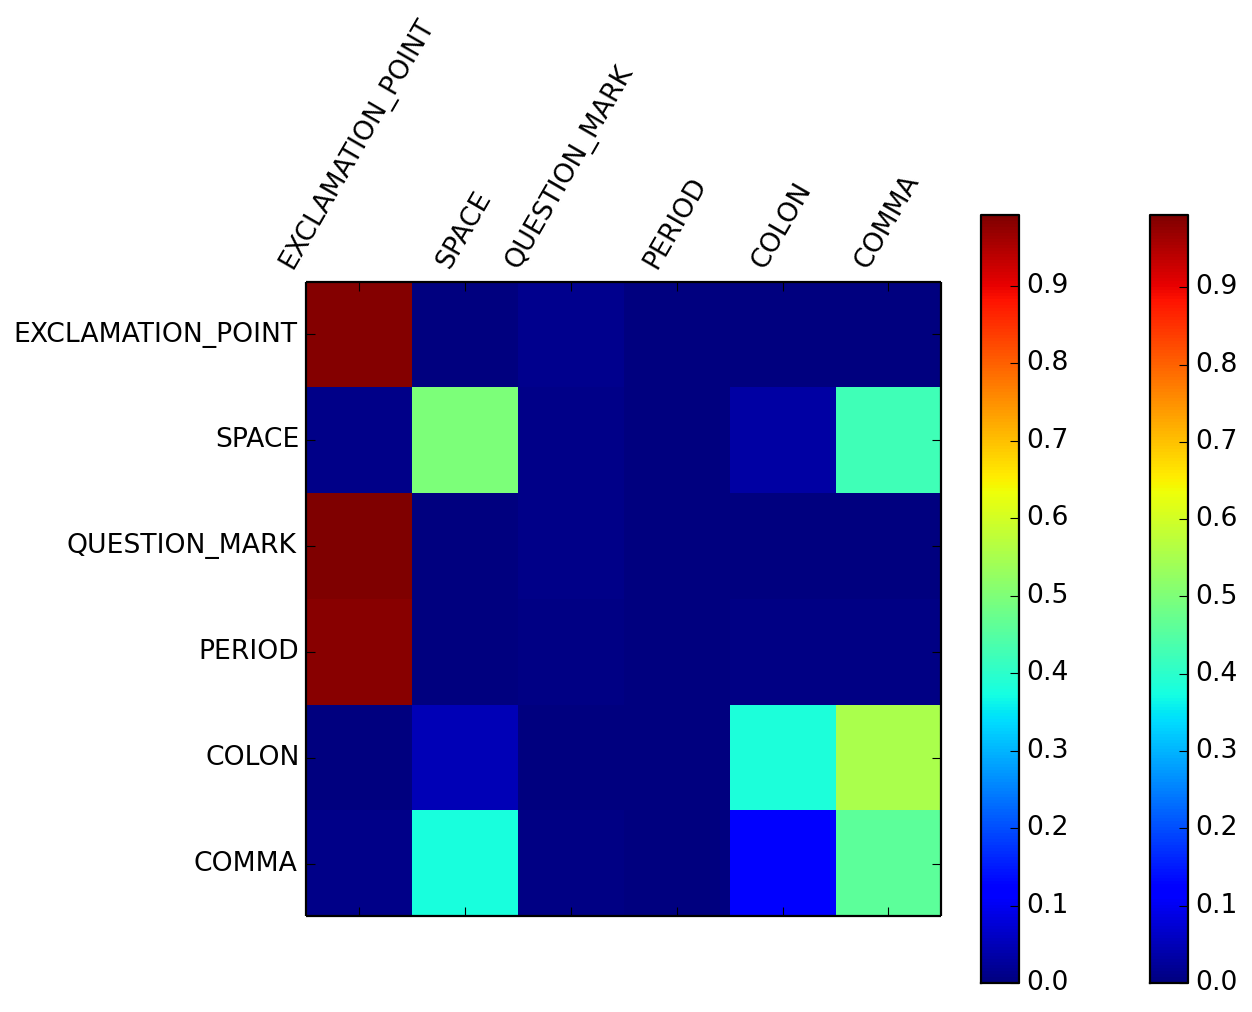 EXCLAMATION_POINT
SPACE
QUESTION_MARK
PERIOD
COLON
COMMA
EXCLAMATION_POINT
SPACE
QUESTION_MARK
PERIOD
COLON
COMMA
0.9
0.8
0.7
0.6
0.5
0.4
0.3
0.2
0.1
0.0
0.9
0.8
0.7
0.6
0.5
0.4
0.3
0.2
0.1
0.0